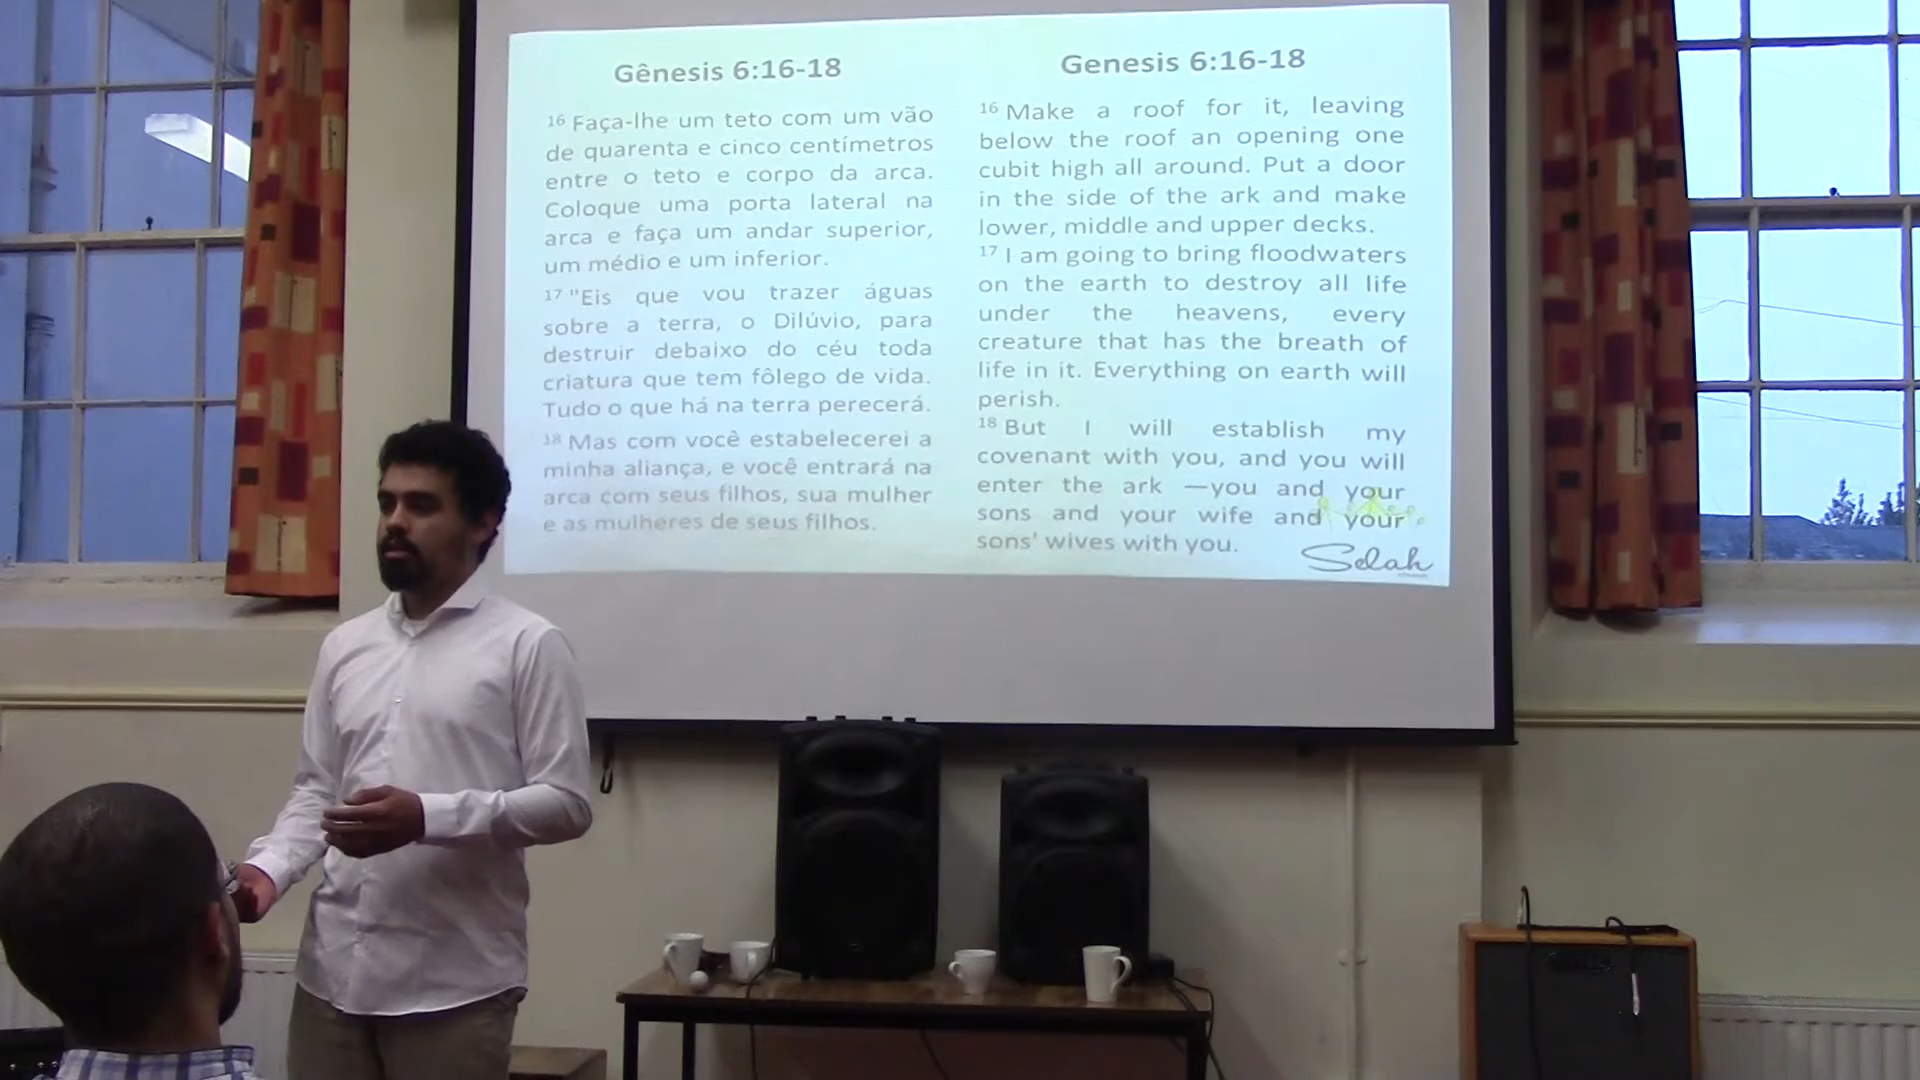 Gênesis 6:16-18
16 Faça-lhe um teto com um vão
de quarenta e cinco centímetros
entre o teto e corpo da arca.
Coloque uma porta lateral na
arca e faça um andar superior,
um médio e um inferior.
17 "Eis que vou trazer águas
sobre a terra, o Dilúvio, para
destruir debaixo do céu toda
criatura que tem fôlego de vida.
Tudo o que há na terra perecerá.
18 Mas com você estabelecerei a
minha aliança, e você entrará na
arca com seus filhos, sua mulher
e as mulheres de seus filhos.
Genesis 6:16-18
16 Make a roof for it, leaving
below the roof an opening one
cubit high all around. Put a door
in the side of the ark and make
lower, middle and upper decks.
17 I am going to bring floodwaters
on the earth to destroy all life
under the heavens, every
creature that has the breath of
life in it. Everything on earth will
perish.
18 But I will establish my
covenant with you, and you will
enter the ark —you and your
sons and your wife and your
sons' wives with you.
Selah